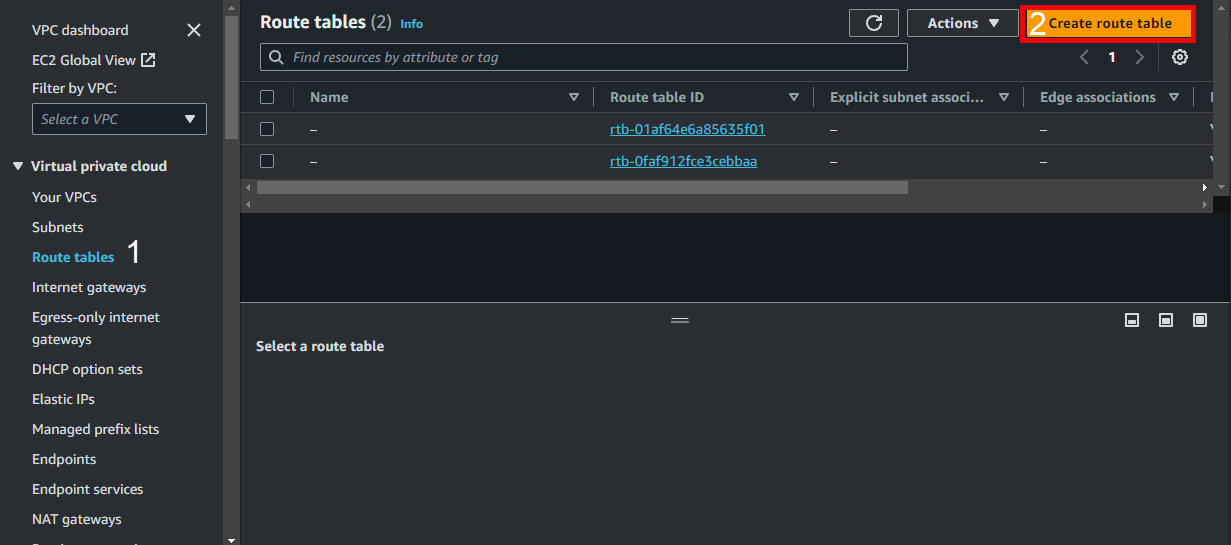 VPC dashboard
EC2 Global View
Filter by VPC:
Select a VPC
Virtual private cloud
Your VPCs
Subnets
Route tables 1
Internet gateways
Egress-only internet
gateways
DHCP option sets
Elastic IPs
Managed prefix lists
Endpoints
Endpoint services
NAT gateways
Route tables (2) Info
Actions
2 Create route table
Find resources by attribute or tag
1
Name Route table ID Explicit subnet associ... Edge associations
– rtb-01af64e6a85635f01 – –
– rtb-0faf912fce3cebbaa – –
Select a route table